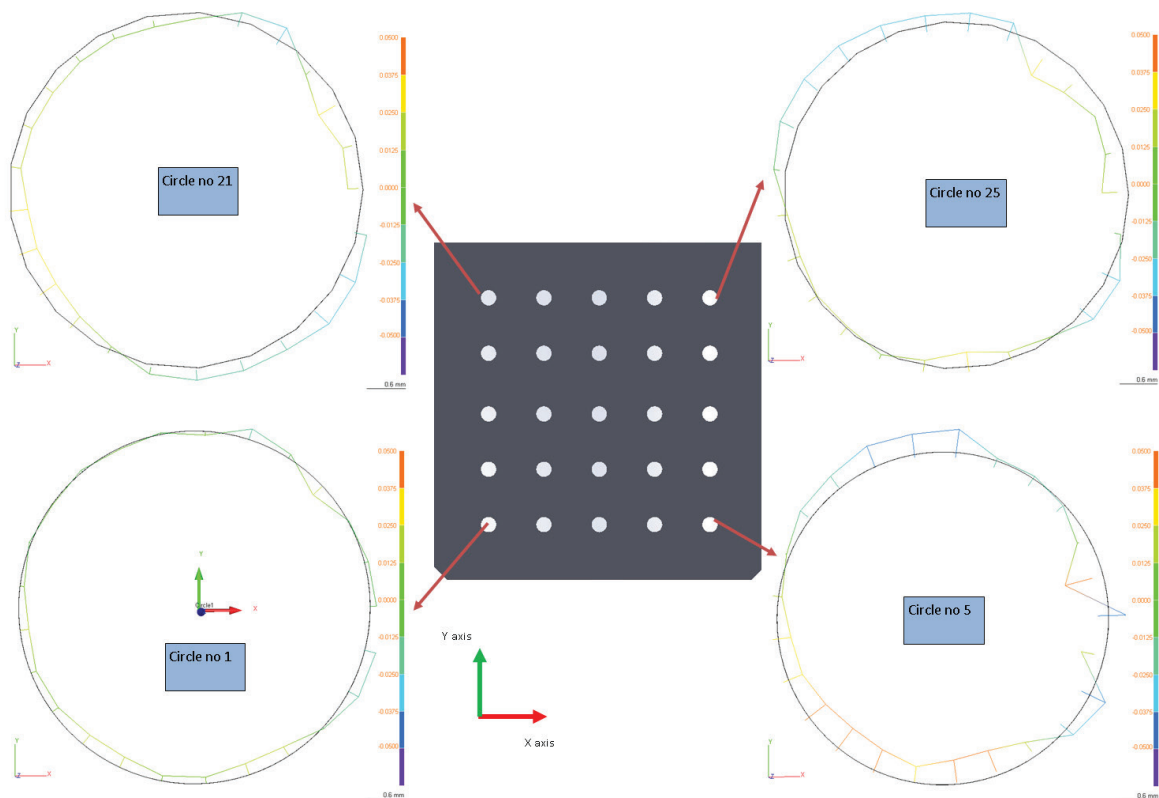 0.0500
0.0375
0.0250
0.0125
0.0000
-0.0125
-0.0250
-0.0375
-0.0500
0.6 mm
Circle no 21
Y
Z
X
0.0500
0.0375
0.0250
0.0125
0.0000
-0.0125
-0.0250
-0.0375
-0.0500
0.6 mm
Circle no 25
Y
Z
X
0.0500
0.0375
0.0250
0.0125
0.0000
-0.0125
-0.0250
-0.0375
-0.0500
0.6 mm
Y
Circle1
X
Circle no 1
Y
Z
X
Y axis
X axis
0.0500
0.0375
0.0250
0.0125
0.0000
-0.0125
-0.0250
-0.0375
-0.0500
0.6 mm
Circle no 5
Y
Z
X